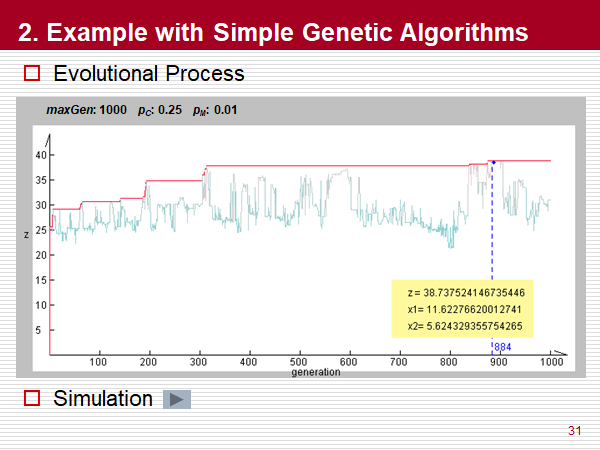 2. Example with Simple Genetic Algorithms
Evolutional Process
maxGen: 1000 pC: 0.25 pM: 0.01
40
35
30
z 25
20
15
10
5
z = 38.737524146735446
x1= 11.62276620012741
x2= 5.624329355754265
884
100 200 300 400 500 600 700 800 900 1000
generation
Simulation
31